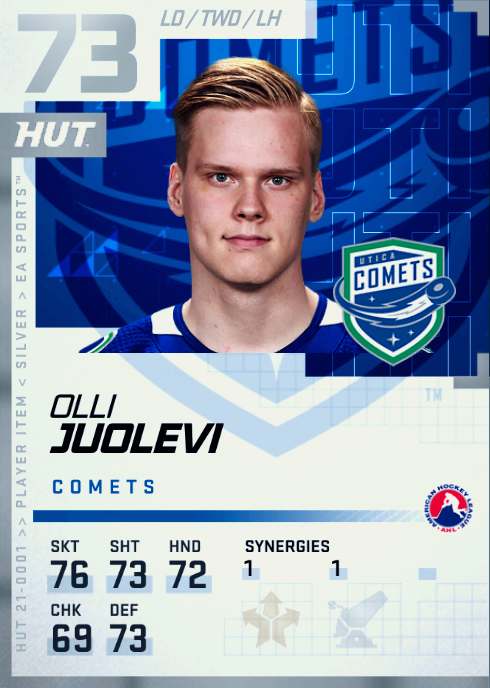 73
LD / TWD / LH
HUT
HUT 21-0001 >> PLAYER ITEM < SILVER > EA SPORTS™
COMETS
UTICA
COMETS
TM
OLLI
JUOLEVI
COMETS
AMERICAN HOCKEY LEAGUE
AHL
SKT SHT HND SYNERGIES
76 73 72 1 1
CHK DEF
69 73